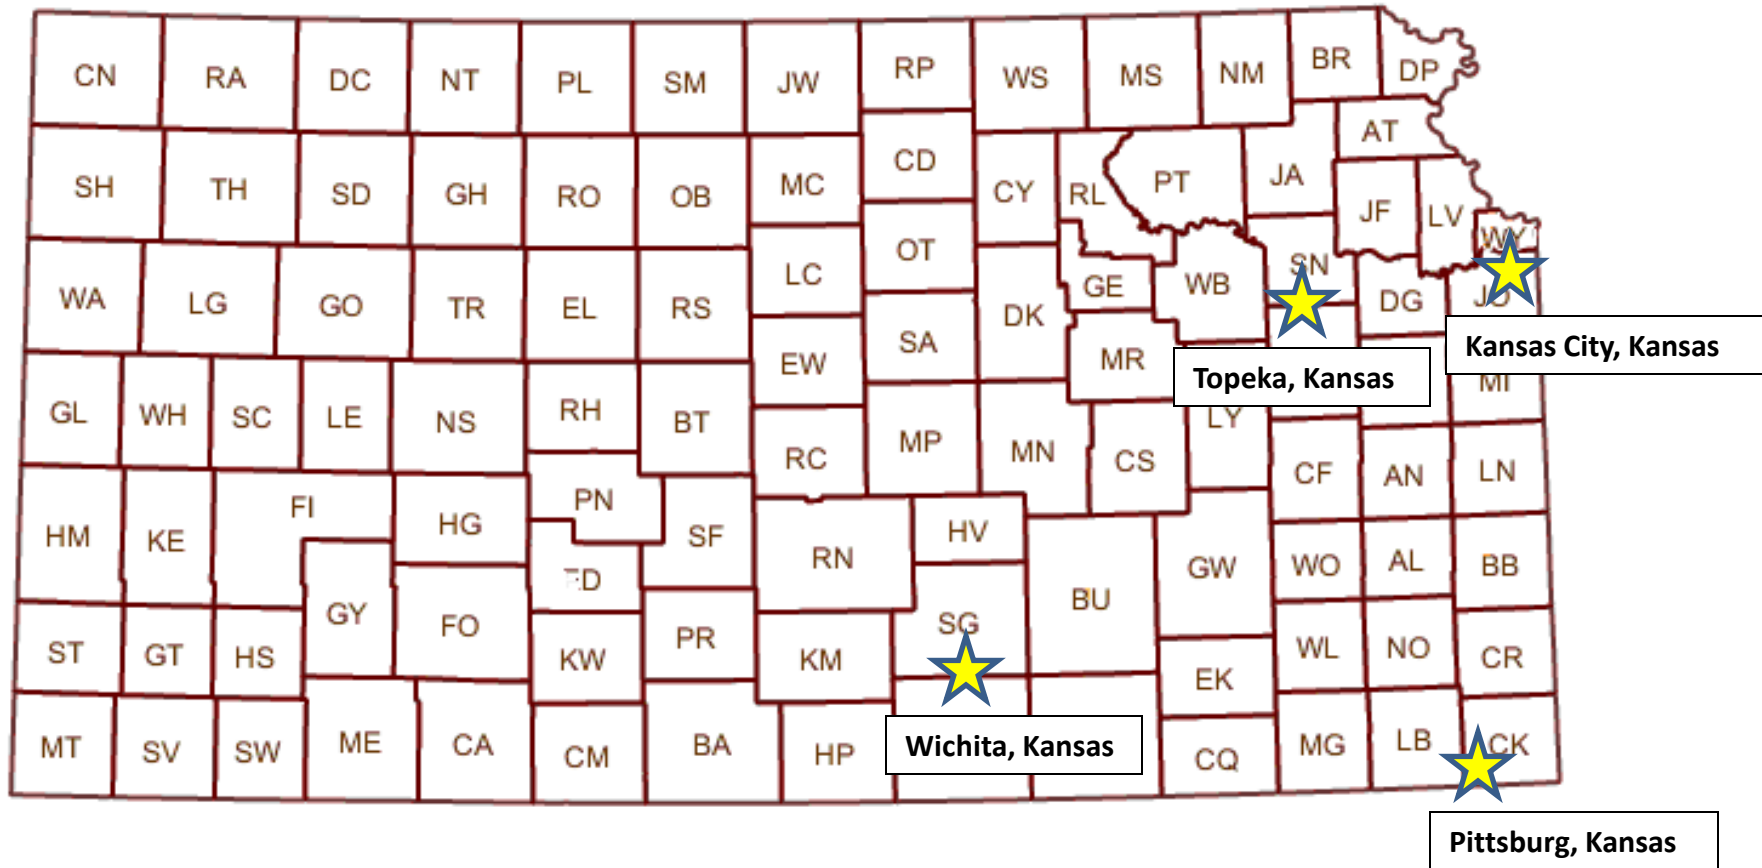 CN RA DC NT PL SM JW RP WS MS NM BR DP
SH TH SD GH RO OB MC CD CY RL PT JA AT
JF LV WY
WA LG GO TR EL RS LC OT DK GE WB SN DG JO
EW SA MR
Kansas City, Kansas
Topeka, Kansas
MI
GL WH SC LE NS RH BT RC MP MN CS LY CF AN LN
HM KE FI HG PN SF RN HV BU GW WO AL BB
ED
ST GT HS GY FO KW PR KM SG EK WL NO CR
MT SV SW ME CA CM BA HP CQ MG LB CK
Wichita, Kansas
Pittsburg, Kansas